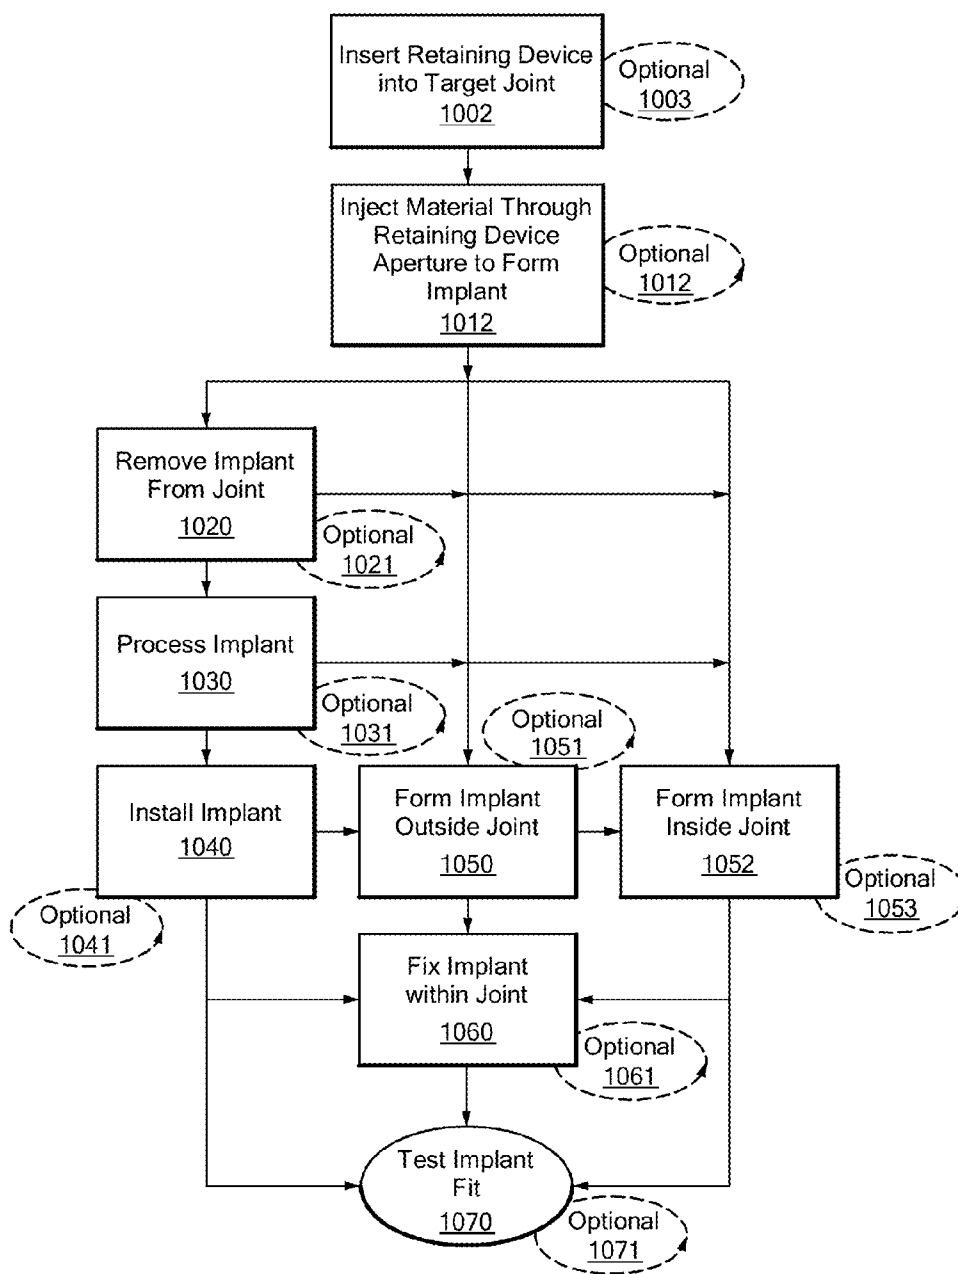 Insert Retaining Device
into Target Joint
1002
Optional
1003
Inject Material Through
Retaining Device
Aperture to Form
Implant
1012
Optional
1012
Remove Implant
From Joint
1020
Optional
1021
Process Implant
1030
Optional
1031
Optional
1051
Install Implant
1040
Optional
1041
Form Implant
Outside Joint
1050
Form Implant
Inside Joint
1052
Optional
1053
Fix Implant
within Joint
1060
Optional
1061
Test Implant
Fit
1070
Optional
1071